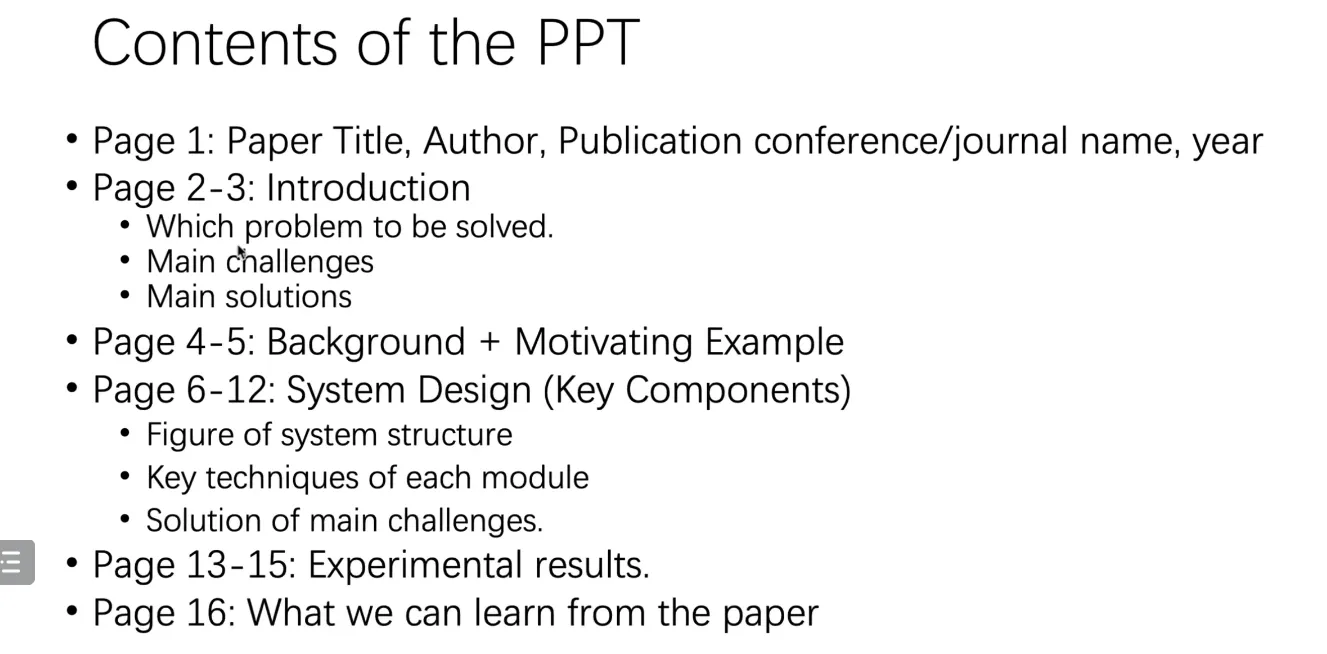 Contents of the PPT
• Page 1: Paper Title, Author, Publication conference/journal name, year
• Page 2-3: Introduction
• Which problem to be solved.
• Main challenges
• Main solutions
• Page 4-5: Background + Motivating Example
• Page 6-12: System Design (Key Components)
• Figure of system structure
• Key techniques of each module
• Solution of main challenges.
• Page 13-15: Experimental results.
• Page 16: What we can learn from the paper